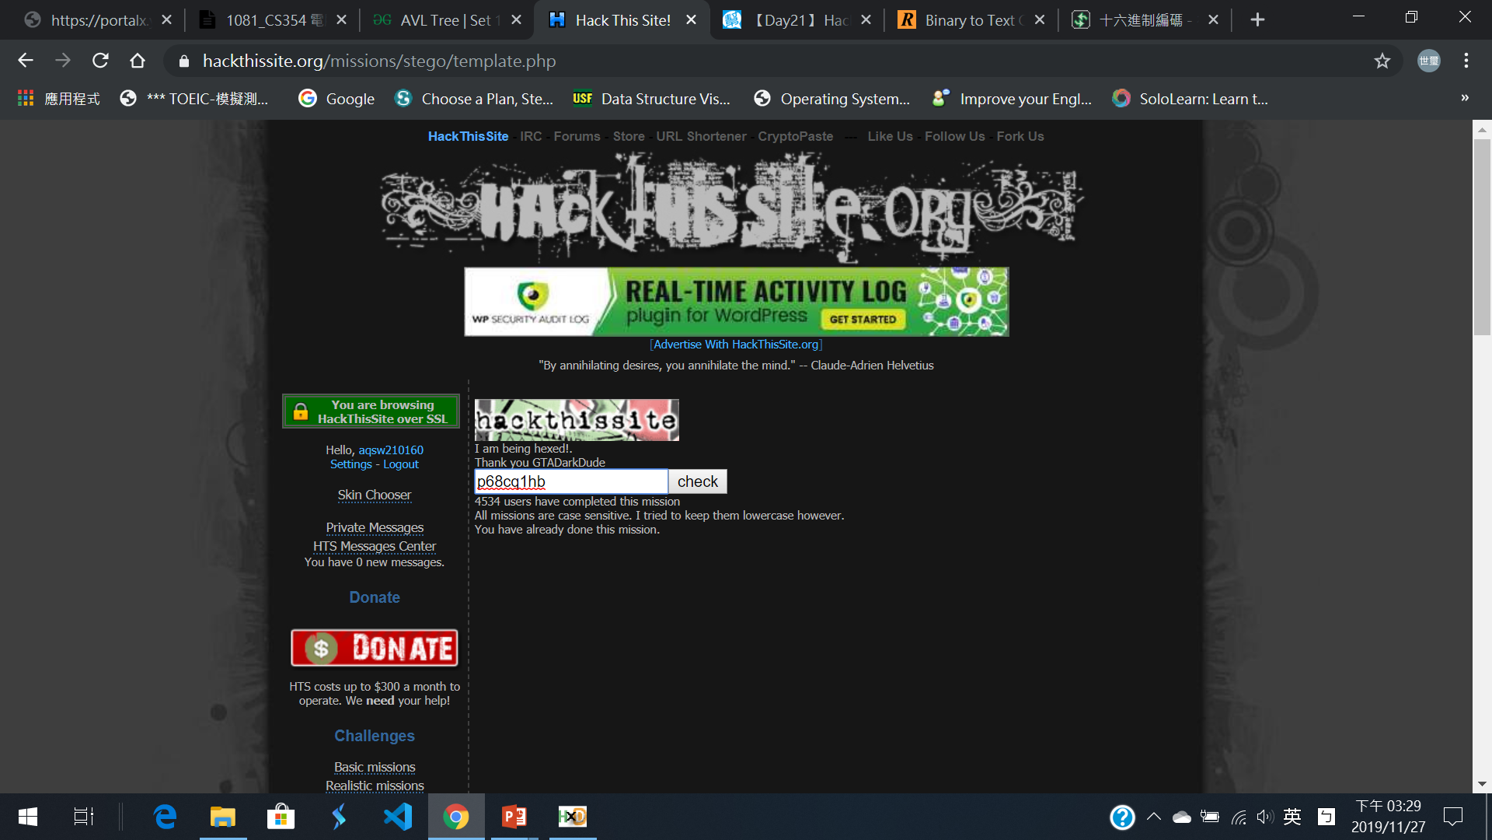 https://portalx.
1081_CS354 電
AVL Tree | Set 1
Hack This Site!
【Day21】Hac
Binary to Text C
十六進制編碼 -
hackthissite.org/missions/stego/template.php
世璽
應用程式
*** TOEIC-模擬測...
Google
Choose a Plan, Ste...
USF Data Structure Vis...
Operating System...
Improve your Engl...
SoloLearn: Learn t...
»
HackThisSite - IRC - Forums - Store - URL Shortener - CryptoPaste --- Like Us - Follow Us - Fork Us
HACK THIS SITE.ORG
WP SECURITY AUDIT LOG
REAL-TIME ACTIVITY LOG
plugin for WordPress
GET STARTED
[Advertise With HackThisSite.org]
"By annihilating desires, you annihilate the mind." -- Claude-Adrien Helvetius
You are browsing
HackThisSite over SSL
Hello, aqsw210160
Settings - Logout
Skin Chooser
Private Messages
HTS Messages Center
You have 0 new messages.
Donate
$ DONATE
HTS costs up to $300 a month to
operate. We need your help!
Challenges
Basic missions
Realistic missions
hackthissite
I am being hexed!.
Thank you GTADarkDude
p68cq1hb
check
4534 users have completed this mission
All missions are case sensitive. I tried to keep them lowercase however.
You have already done this mission.
英
ㄅ
下午 03:29
2019/11/27